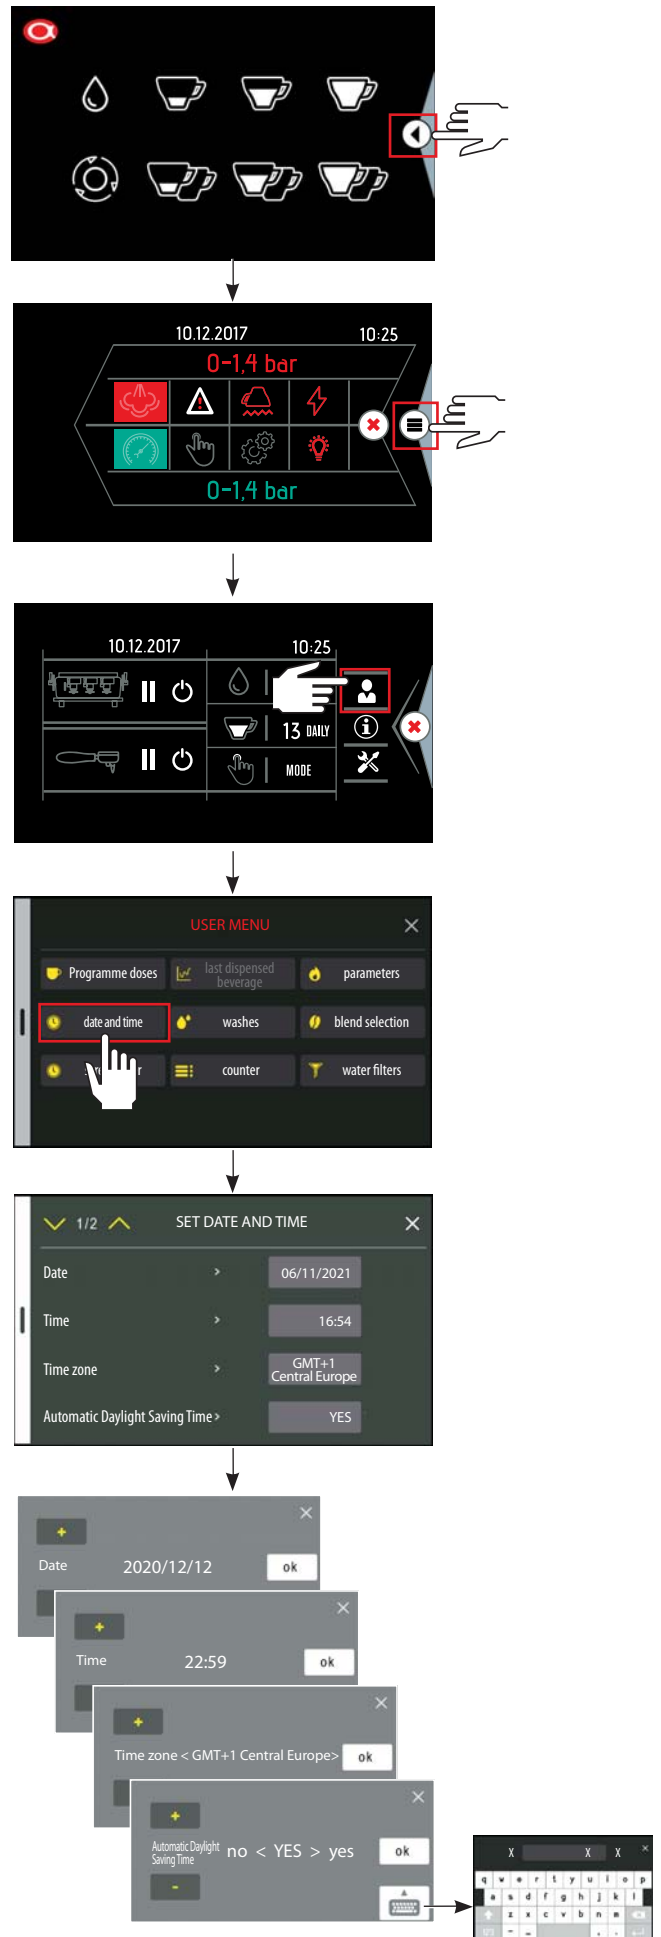 10.12.2017 10:25
0-1,4 bar
0-1,4 bar
10.12.2017 10:25
13 DAILY
MODE
USER MENU
Programme doses
last dispensed
beverage
parameters
date and time
washes
blend selection
counter
water filters
1/2 SET DATE AND TIME
Date > 06/11/2021
Time > 16:54
Time zone > GMT+1
Central Europe
Automatic Daylight Saving Time > YES
Date 2020/12/12 ok
Time 22:59 ok
Time zone < GMT+1 Central Europe> ok
Automatic Daylight
Saving Time no < YES > yes ok
X X X
q w e r t y u i o p
a s d f g h j k l
z x c v b n m